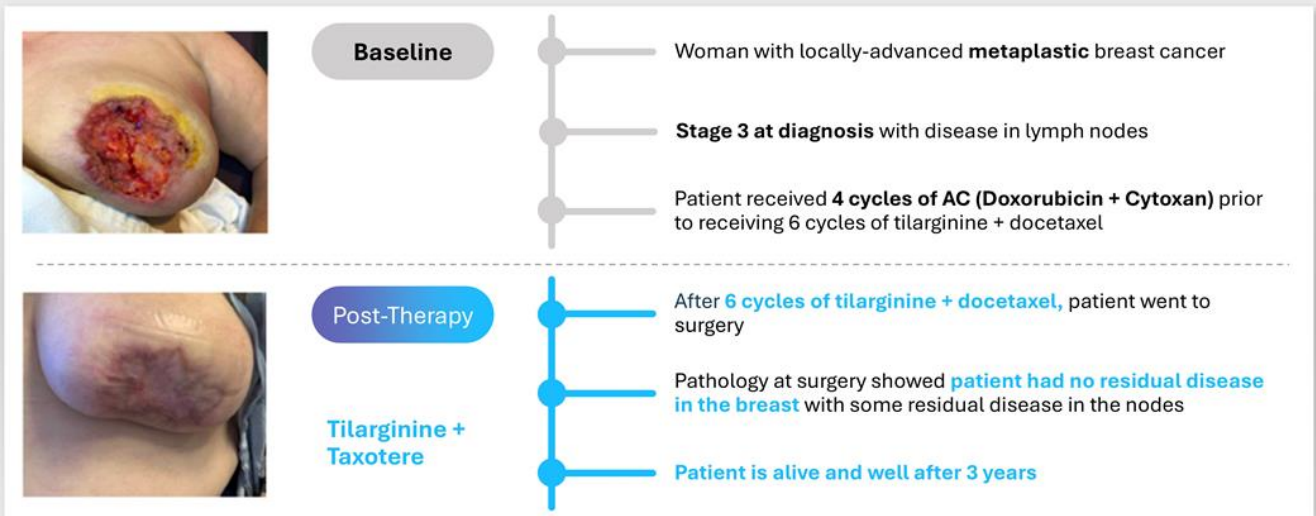 Baseline
Woman with locally-advanced metaplastic breast cancer
Stage 3 at diagnosis with disease in lymph nodes
Patient received 4 cycles of AC (Doxorubicin + Cytoxan) prior
to receiving 6 cycles of tilarginine + docetaxel
Post-Therapy
Tilarginine +
Taxotere
After 6 cycles of tilarginine + docetaxel, patient went to
surgery
Pathology at surgery showed patient had no residual disease
in the breast with some residual disease in the nodes
Patient is alive and well after 3 years